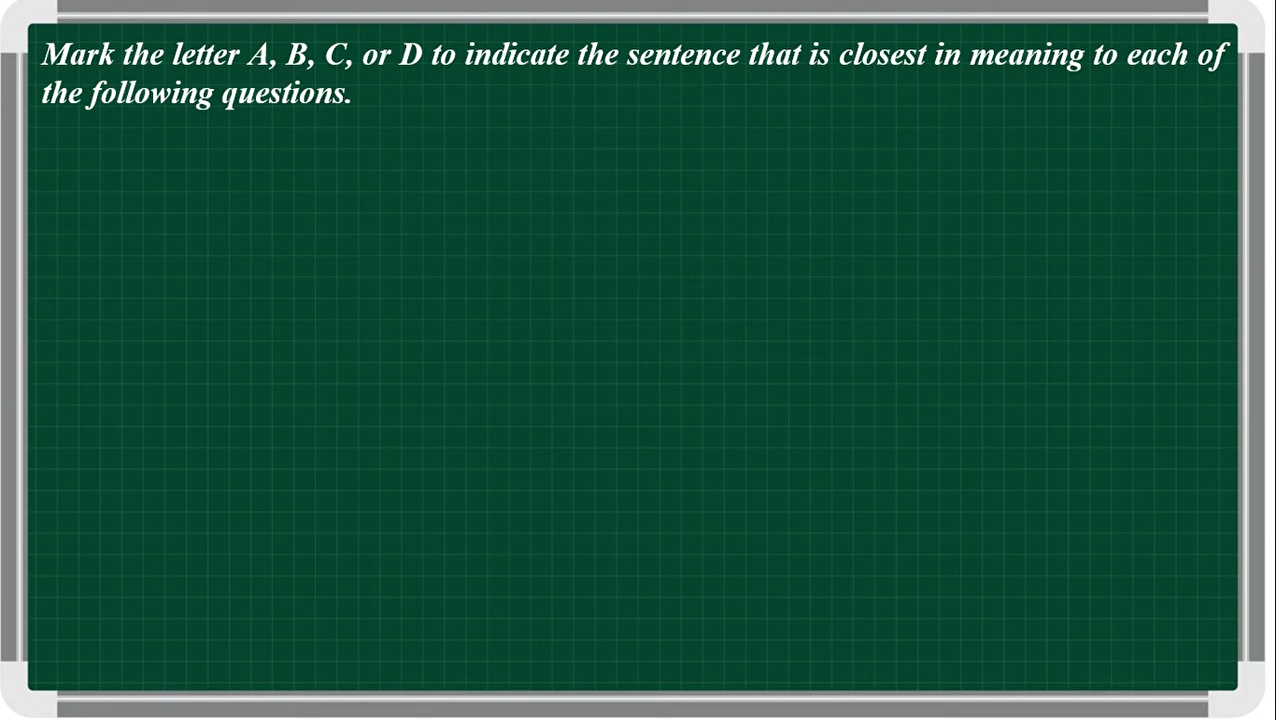 Mark the letter A, B, C, or D to indicate the sentence that is closest in meaning to each of
the following questions.